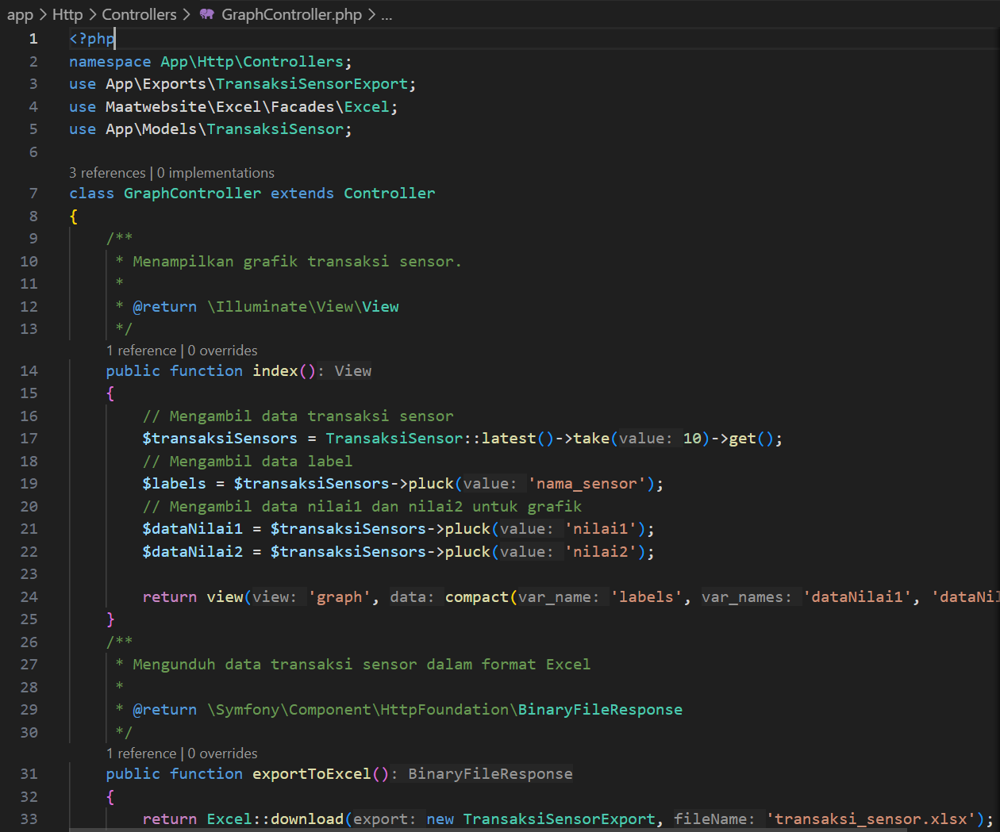 app > Http > Controllers > GraphController.php > ...
1 <?php
2 namespace App\Http\Controllers;
3 use App\Exports\TransaksiSensorExport;
4 use Maatwebsite\Excel\Facades\Excel;
5 use App\Models\TransaksiSensor;
6
3 references | 0 implementations
7 class GraphController extends Controller
8 {
9 /**
10 * Menampilkan grafik transaksi sensor.
11 *
12 * @return \Illuminate\View\View
13 */
1 reference | 0 overrides
14 public function index(): View
15 {
16 // Mengambil data transaksi sensor
17 $transaksiSensors = TransaksiSensor::latest()->take(value: 10)->get();
18 // Mengambil data label
19 $labels = $transaksiSensors->pluck(value: 'nama_sensor');
20 // Mengambil data nilai1 dan nilai2 untuk grafik
21 $dataNilai1 = $transaksiSensors->pluck(value: 'nilai1');
22 $dataNilai2 = $transaksiSensors->pluck(value: 'nilai2');
23
24 return view(view: 'graph', data: compact(var_name: 'labels', var_names: 'dataNilai1', 'dataNil
25 }
26 /**
27 * Mengunduh data transaksi sensor dalam format Excel
28 *
29 * @return \Symfony\Component\HttpFoundation\BinaryFileResponse
30 */
1 reference | 0 overrides
31 public function exportToExcel(): BinaryFileResponse
32 {
33 return Excel::download(export: new TransaksiSensorExport, fileName: 'transaksi_sensor.xlsx');